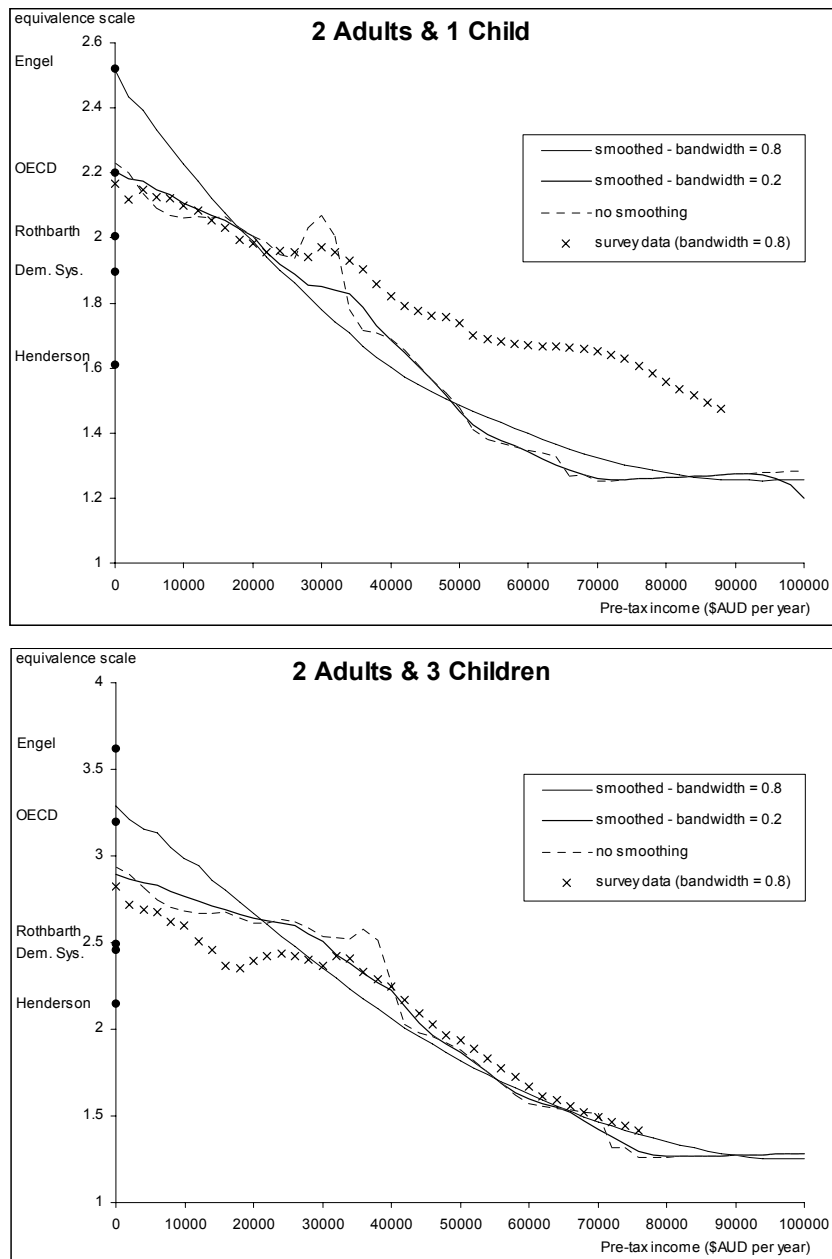 equivalence scale
2 Adults & 1 Child
2.6
Engel
2.4
smoothed - bandwidth = 0.8
OECD
2.2
smoothed - bandwidth = 0.2
no smoothing
Rothbarth
2
survey data (bandwidth = 0.8)
Dem. Sys.
1.8
Henderson
1.6
1.4
1.2
1
0 10000 20000 30000 40000 50000 60000 70000 80000 90000 100000
Pre-tax income ($AUD per year)
equivalence scale
2 Adults & 3 Children
4
Engel
3.5
smoothed - bandwidth = 0.8
OECD
smoothed - bandwidth = 0.2
3
no smoothing
survey data (bandwidth = 0.8)
Rothbarth
2.5
Dem. Sys.
Henderson
2
1.5
1
0 10000 20000 30000 40000 50000 60000 70000 80000 90000 100000
Pre-tax income ($AUD per year)